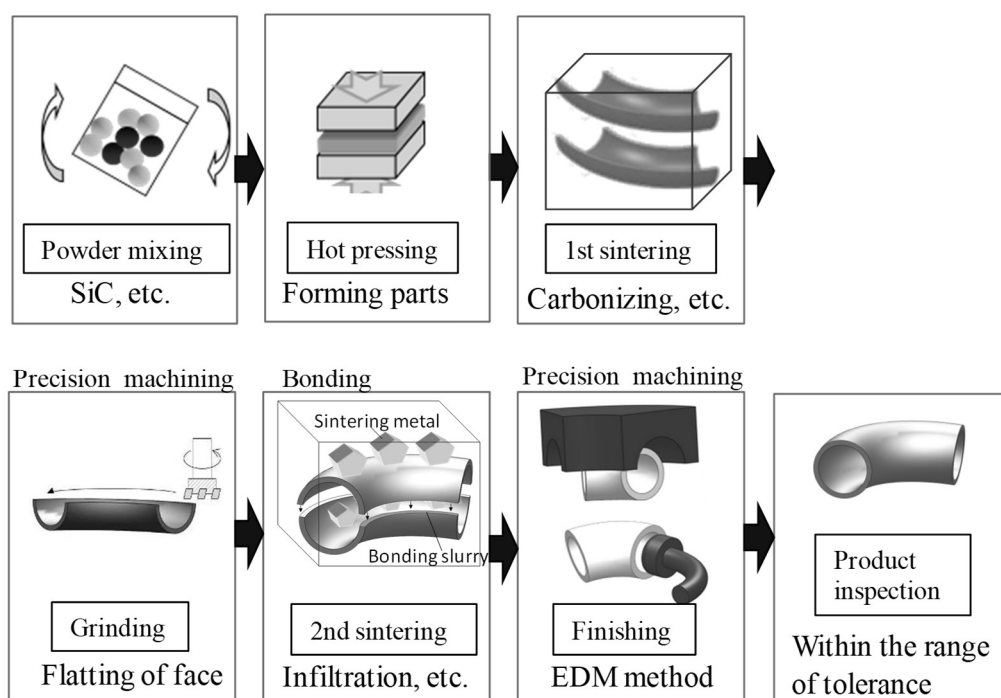 Powder mixing
SiC, etc.
Hot pressing
Forming parts
1st sintering
Carbonizing, etc.
Precision machining
Grinding
Flatting of face
Bonding
Sintering metal
Bonding slurry
2nd sintering
Infiltration, etc.
Precision machining
Finishing
EDM method
Product
inspection
Within the range
of tolerance